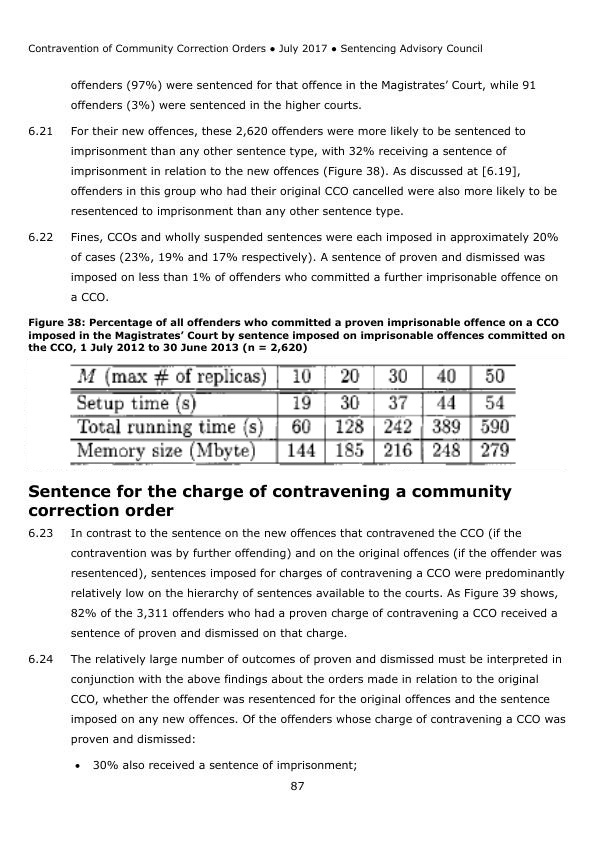 Contravention of Community Correction Orders ● July 2017 ● Sentencing Advisory Council
offenders (97%) were sentenced for that offence in the Magistrates’ Court, while 91
offenders (3%) were sentenced in the higher courts.
6.21 For their new offences, these 2,620 offenders were more likely to be sentenced to
imprisonment than any other sentence type, with 32% receiving a sentence of
imprisonment in relation to the new offences (Figure 38). As discussed at [6.19],
offenders in this group who had their original CCO cancelled were also more likely to be
resentenced to imprisonment than any other sentence type.
6.22 Fines, CCOs and wholly suspended sentences were each imposed in approximately 20%
of cases (23%, 19% and 17% respectively). A sentence of proven and dismissed was
imposed on less than 1% of offenders who committed a further imprisonable offence on
a CCO.
Figure 38: Percentage of all offenders who committed a proven imprisonable offence on a CCO
imposed in the Magistrates’ Court by sentence imposed on imprisonable offences committed on
the CCO, 1 July 2012 to 30 June 2013 (n = 2,620)
M (max # of replicas) 10 20 30 40 50
Setup time (s) 19 30 37 44 54
Total running time (s) 60 128 242 389 590
Memory size (Mbyte) 144 185 216 248 279
Sentence for the charge of contravening a community
correction order
6.23 In contrast to the sentence on the new offences that contravened the CCO (if the
contravention was by further offending) and on the original offences (if the offender was
resentenced), sentences imposed for charges of contravening a CCO were predominantly
relatively low on the hierarchy of sentences available to the courts. As Figure 39 shows,
82% of the 3,311 offenders who had a proven charge of contravening a CCO received a
sentence of proven and dismissed on that charge.
6.24 The relatively large number of outcomes of proven and dismissed must be interpreted in
conjunction with the above findings about the orders made in relation to the original
CCO, whether the offender was resentenced for the original offences and the sentence
imposed on any new offences. Of the offenders whose charge of contravening a CCO was
proven and dismissed:
• 30% also received a sentence of imprisonment;
87